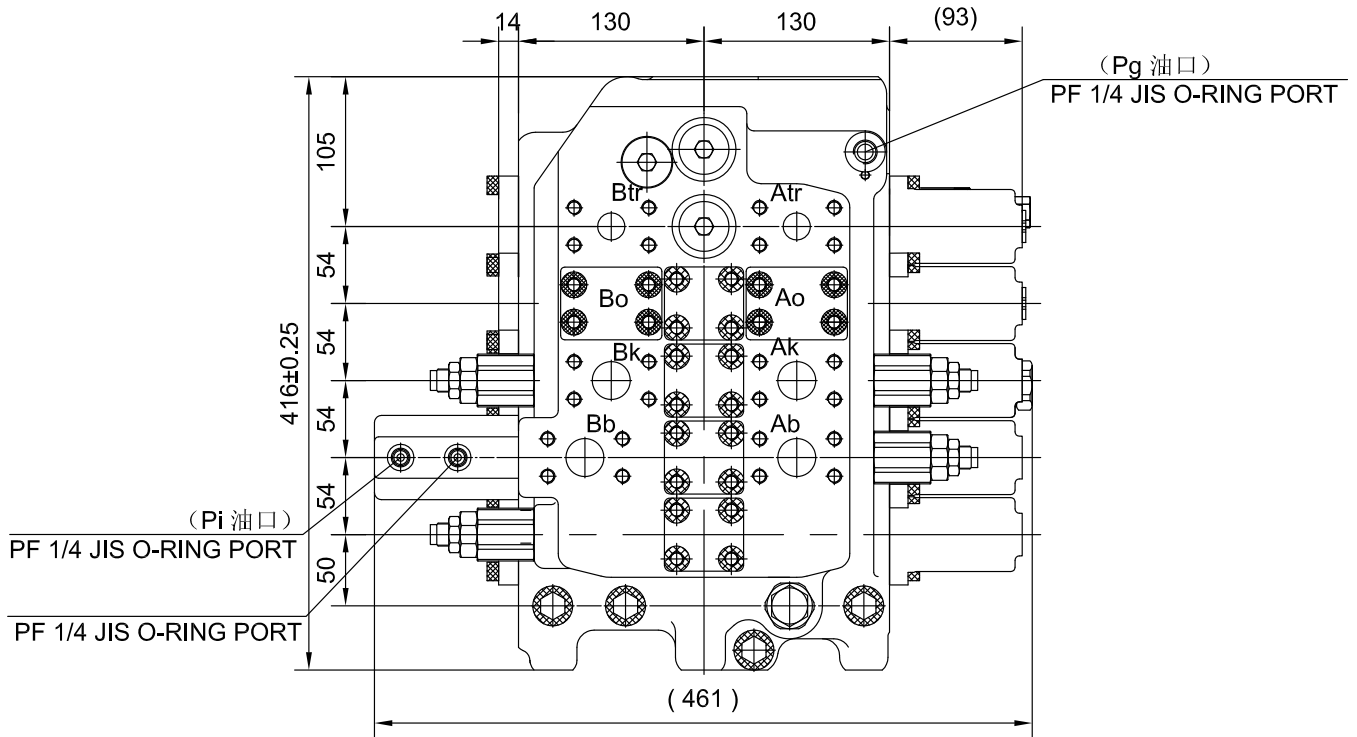 14 130 130 (93)
（Pg 油口）
PF 1/4 JIS O-RING PORT
105
Btr Atr
54
Bo Ao
54
416±0.25
Bk Ak
54
Bb Ab
54
（Pi 油口）
PF 1/4 JIS O-RING PORT
50
PF 1/4 JIS O-RING PORT
( 461 )